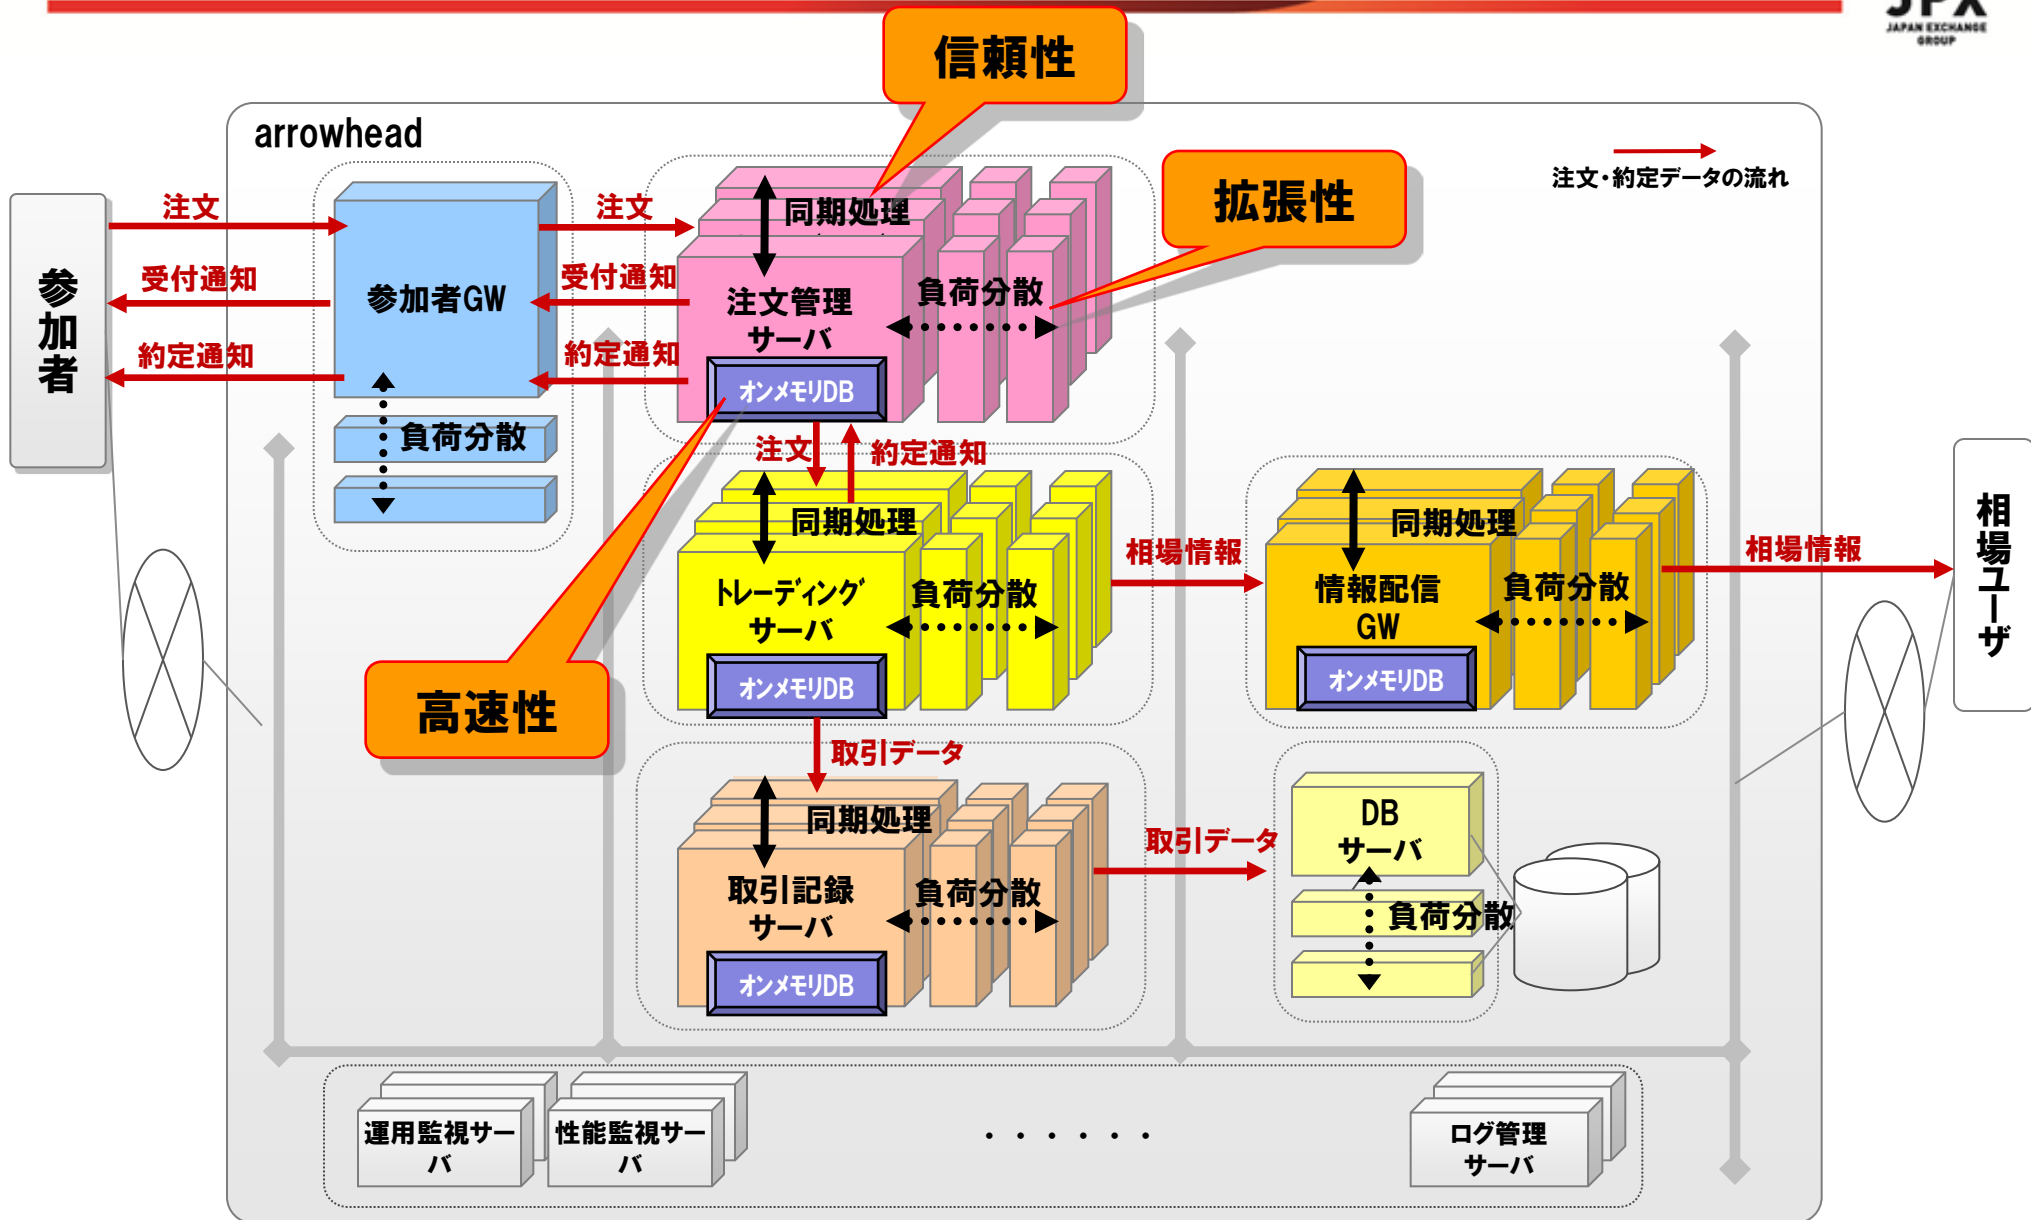 JPX
JAPAN EXCHANGE
GROUP
信頼性
arrowhead
注文・約定データの流れ
拡張性
参加者
注文
受付通知
約定通知
参加者GW
負荷分散
注文
受付通知
約定通知
同期処理
注文管理
サーバ
負荷分散
オンメモリDB
注文
約定通知
同期処理
トレーディング
サーバ
負荷分散
オンメモリDB
高速性
相場情報
同期処理
情報配信
GW
負荷分散
オンメモリDB
相場情報
相場ユーザ
取引データ
同期処理
取引記録
サーバ
負荷分散
オンメモリDB
取引データ
DB
サーバ
負荷分散
運用監視サー
バ
性能監視サー
バ
・・・・・・
ログ管理
サーバ